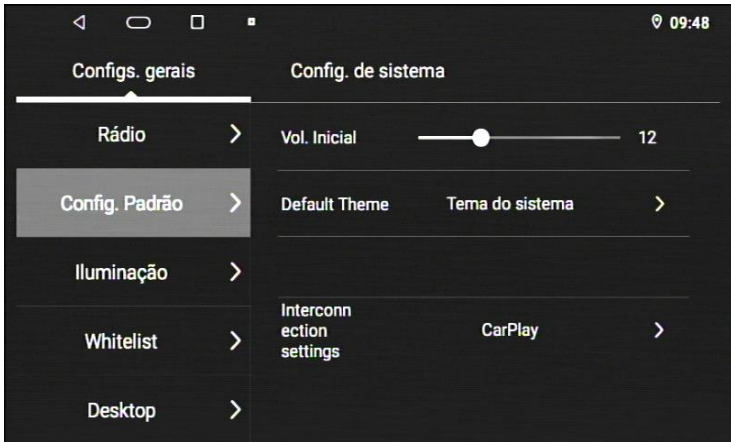 09:48
Configs. gerais
Config. de sistema
Rádio
Vol. Inicial
12
Config. Padrão
Default Theme
Tema do sistema
Iluminação
Whitelist
Interconn
ection
settings
CarPlay
Desktop